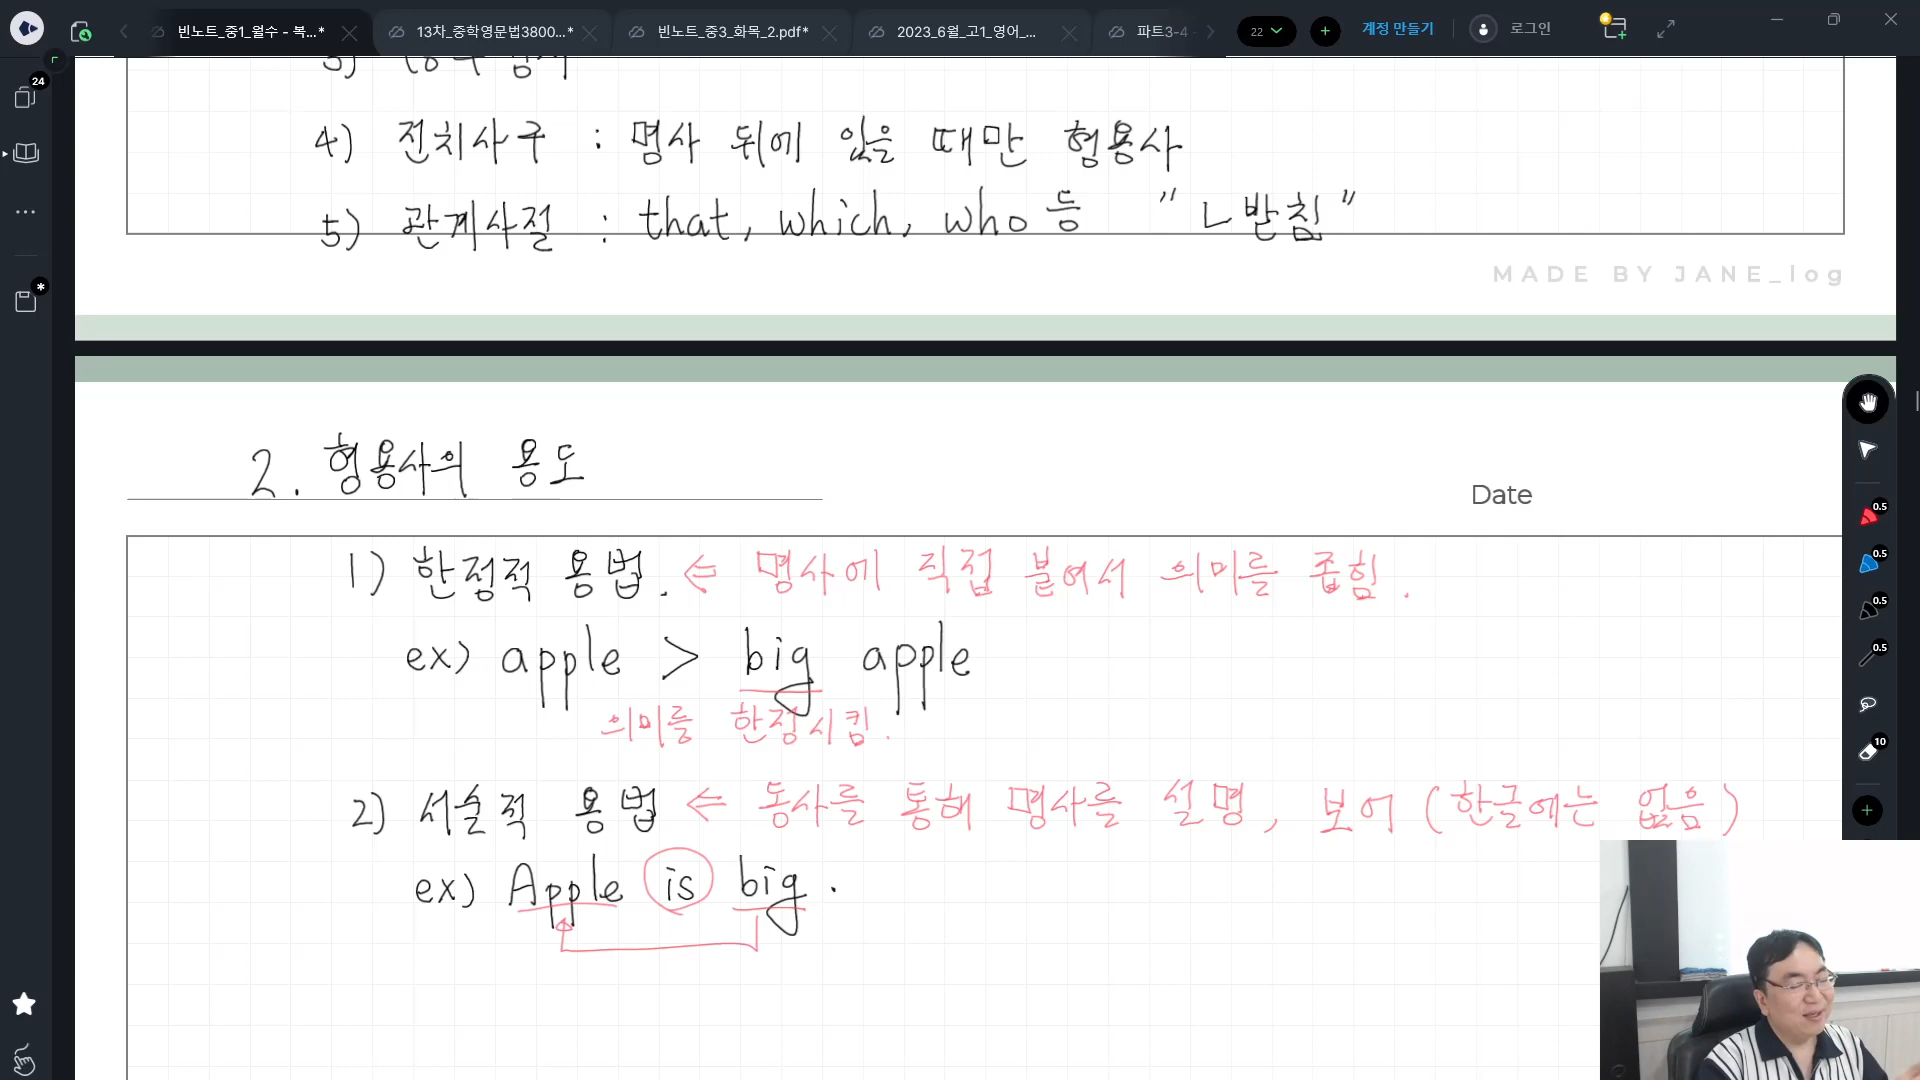 빈노트_중1_월수 - 복...*
13차_중학영문법3800...*
빈노트_중3_화목_2.pdf*
2023_6월_고1_영어_...
파트3-4 -
22
계정 만들기
로그인
24
4) 전치사구 : 명사 뒤에 있을 때만 형용사
5) 관계사절 : that, which, who 등 "ㄴ받침"
MADE BY JANE_log
2. 형용사의 용도
Date
1) 한정적 용법. ⇐ 명사에 직접 붙어서 의미를 좁힘.
ex) apple > big apple
의미를 한정시킴.
2) 서술적 용법 ⇐ 동사를 통해 명사를 설명, 보어 (한글에는 없음)
ex) Apple is big.
0.5
0.5
0.5
0.5
10